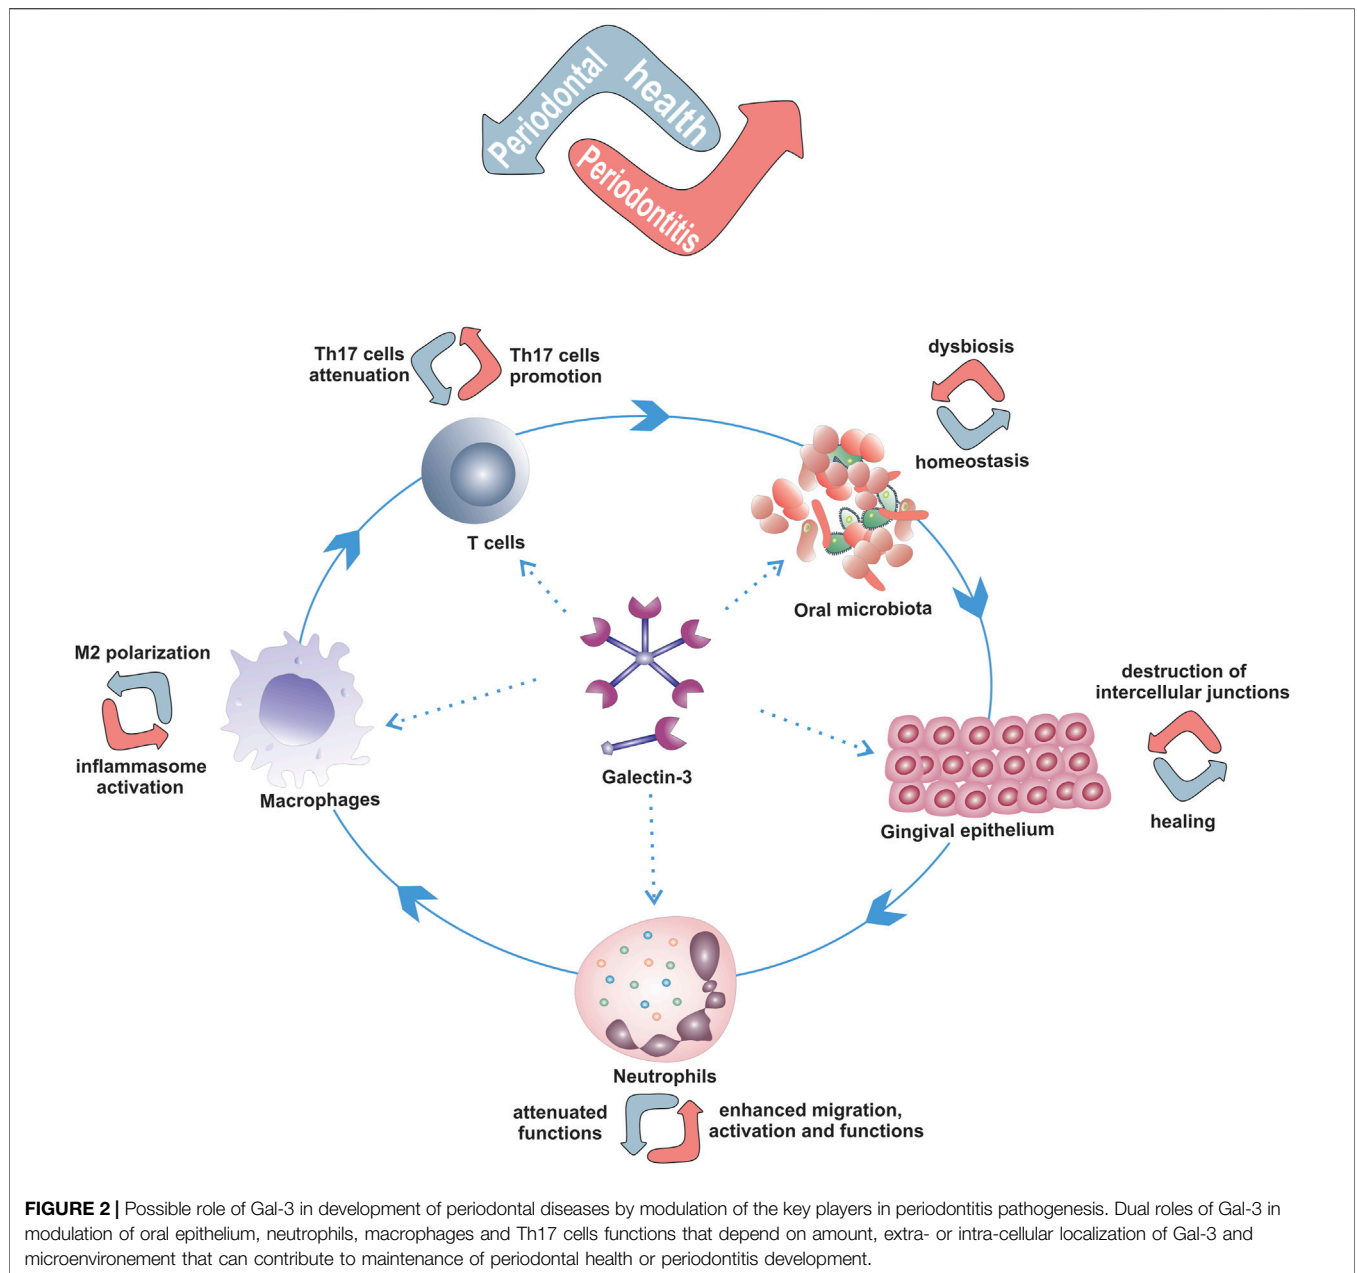 Periodontal health
Periodontitis
Th17 cells
attenuation
Th17 cells
promotion
dysbiosis
homeostasis
T cells
Oral microbiota
M2 polarization
inflammasome
activation
Macrophages
Galectin-3
destruction of
intercellular junctions
healing
Gingival epithelium
Neutrophils
attenuated
functions
enhanced migration,
activation and functions
FIGURE 2 | Possible role of Gal-3 in development of periodontal diseases by modulation of the key players in periodontitis pathogenesis. Dual roles of Gal-3 in
modulation of oral epithelium, neutrophils, macrophages and Th17 cells functions that depend on amount, extra- or intra-cellular localization of Gal-3 and
microenvironement that can contribute to maintenance of periodontal health or periodontitis development.